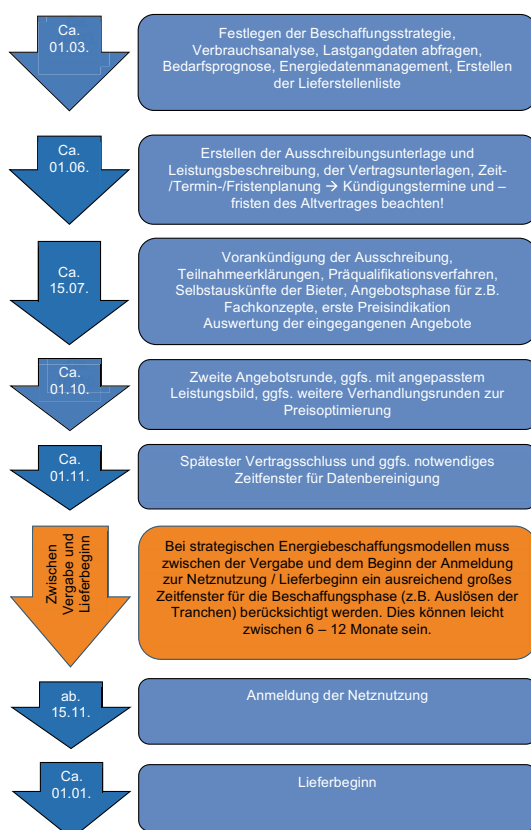 Ca.
01.03.
Festlegen der Beschaffungsstrategie,
Verbrauchsanalyse, Lastgangdaten abfragen,
Bedarfsprognose, Energiedatenmanagement, Erstellen
der Lieferstellenliste
Ca.
01.06.
Erstellen der Ausschreibungsunterlage und
Leistungsbeschreibung, der Vertragsunterlagen, Zeit-
/Termin-/Fristenplanung → Kündigungstermine und –
fristen des Altvertrages beachten!
Ca.
15.07.
Vorankündigung der Ausschreibung,
Teilnahmeerklärungen, Präqualifikationsverfahren,
Selbstauskünfte der Bieter, Angebotsphase für z.B.
Fachkonzepte, erste Preisindikation
Auswertung der eingegangenen Angebote
Ca.
01.10.
Zweite Angebotsrunde, ggfs. mit angepasstem
Leistungsbild, ggfs. weitere Verhandlungsrunden zur
Preisoptimierung
Ca.
01.11.
Spätester Vertragsschluss und ggfs. notwendiges
Zeitfenster für Datenbereinigung
Zwischen
Vergabe und
Lieferbeginn
Bei strategischen Energiebeschaffungsmodellen muss
zwischen der Vergabe und dem Beginn der Anmeldung
zur Netznutzung / Lieferbeginn ein ausreichend großes
Zeitfenster für die Beschaffungsphase (z.B. Auslösen der
Tranchen) berücksichtigt werden. Dies können leicht
zwischen 6 – 12 Monate sein.
ab.
15.11.
Anmeldung der Netznutzung
Ca.
01.01.
Lieferbeginn